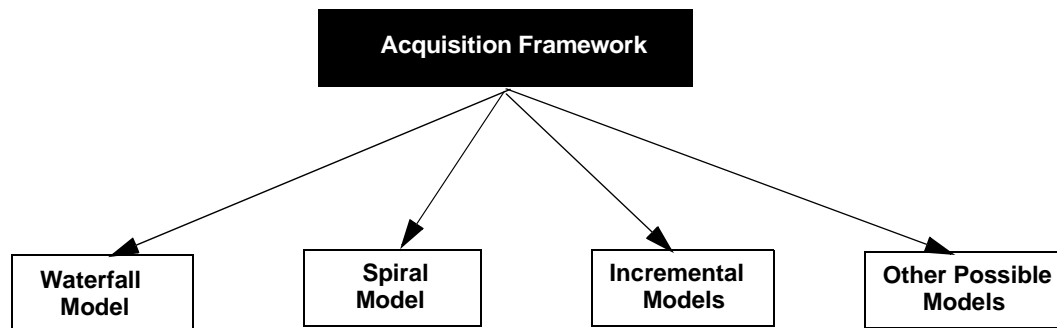 Acquisition Framework
Waterfall
Model
Spiral
Model
Incremental
Models
Other Possible
Models